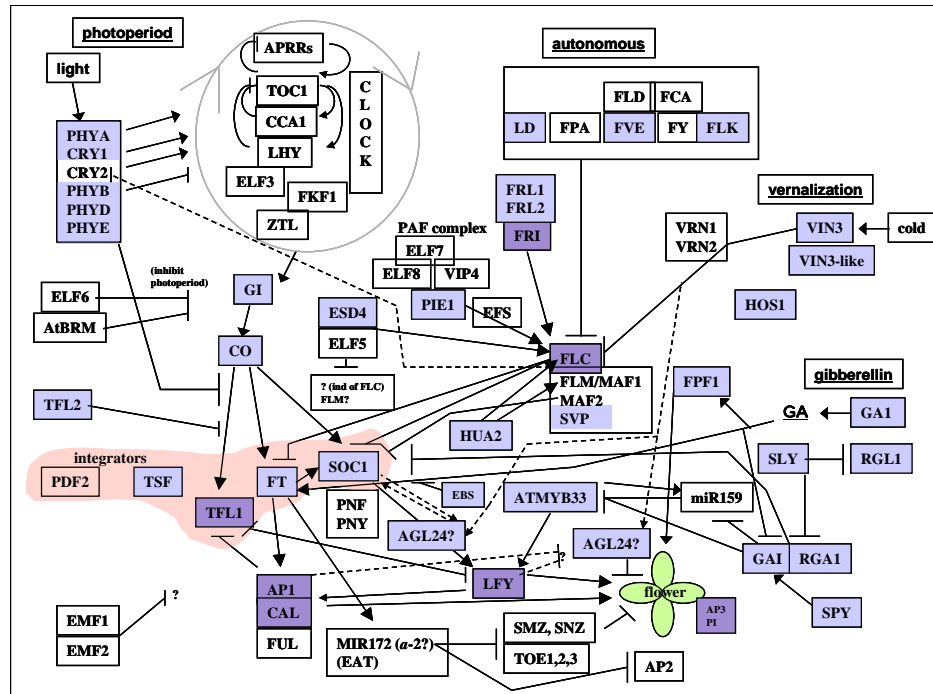 photoperiod
light
PHYA
CRY1
CRY2
PHYB
PHYD
PHYE
APRRs
TOC1
CCA1
LHY
ELF3
FKF1
ZTL
C
L
O
C
K
autonomous
FLD FCA
LD FPA FVE FY FLK
FRL1
FRL2
FRI
vernalization
VRN1
VRN2
VIN3
cold
VIN3-like
HOS1
PAF complex
ELF7
ELF8 VIP4
PIE1
EFS
ELF6
AtBRM
(inhibit
photoperiod)
GI
CO
ESD4
ELF5
? (ind of FLC)
FLM?
FLC
FLM/MAF1
MAF2
SVP
HUA2
FPF1
gibberellin
GA
GA1
SLY
RGL1
TFL2
integrators
PDF2
TSF
FT
SOC1
TFL1
PNF
PNY
EBS
AGL24?
ATMYB33
miR159
AGL24?
GAI RGA1
SPY
AP1
CAL
FUL
LFY
?
flower
AP3
PI
EMF1
EMF2
?
MIR172 (a-2?)
(EAT)
SMZ, SNZ
TOE1,2,3
AP2